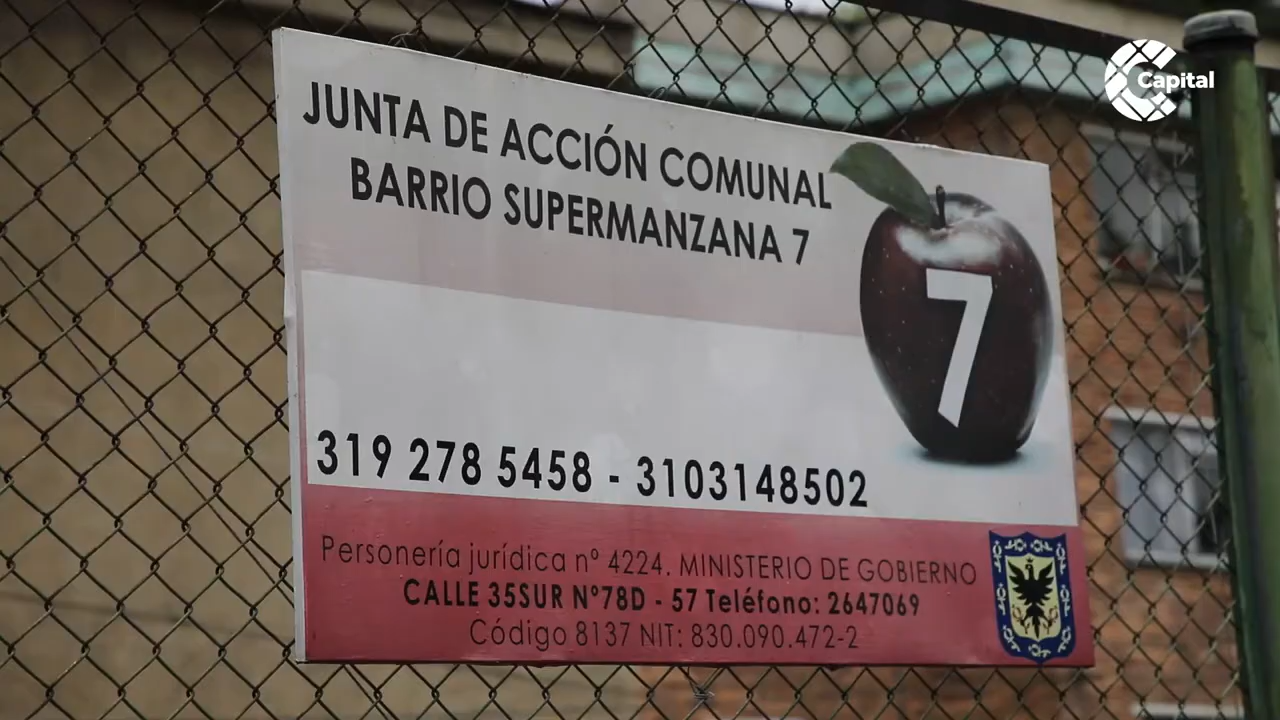 Capital
JUNTA DE ACCIÓN COMUNAL
BARRIO SUPERMANZANA 7
7
319 278 5458 - 3103148502
Personería jurídica nº 4224. MINISTERIO DE GOBIERNO
CALLE 35SUR Nº78D - 57 Teléfono: 2647069
Código 8137 NIT: 830.090.472-2